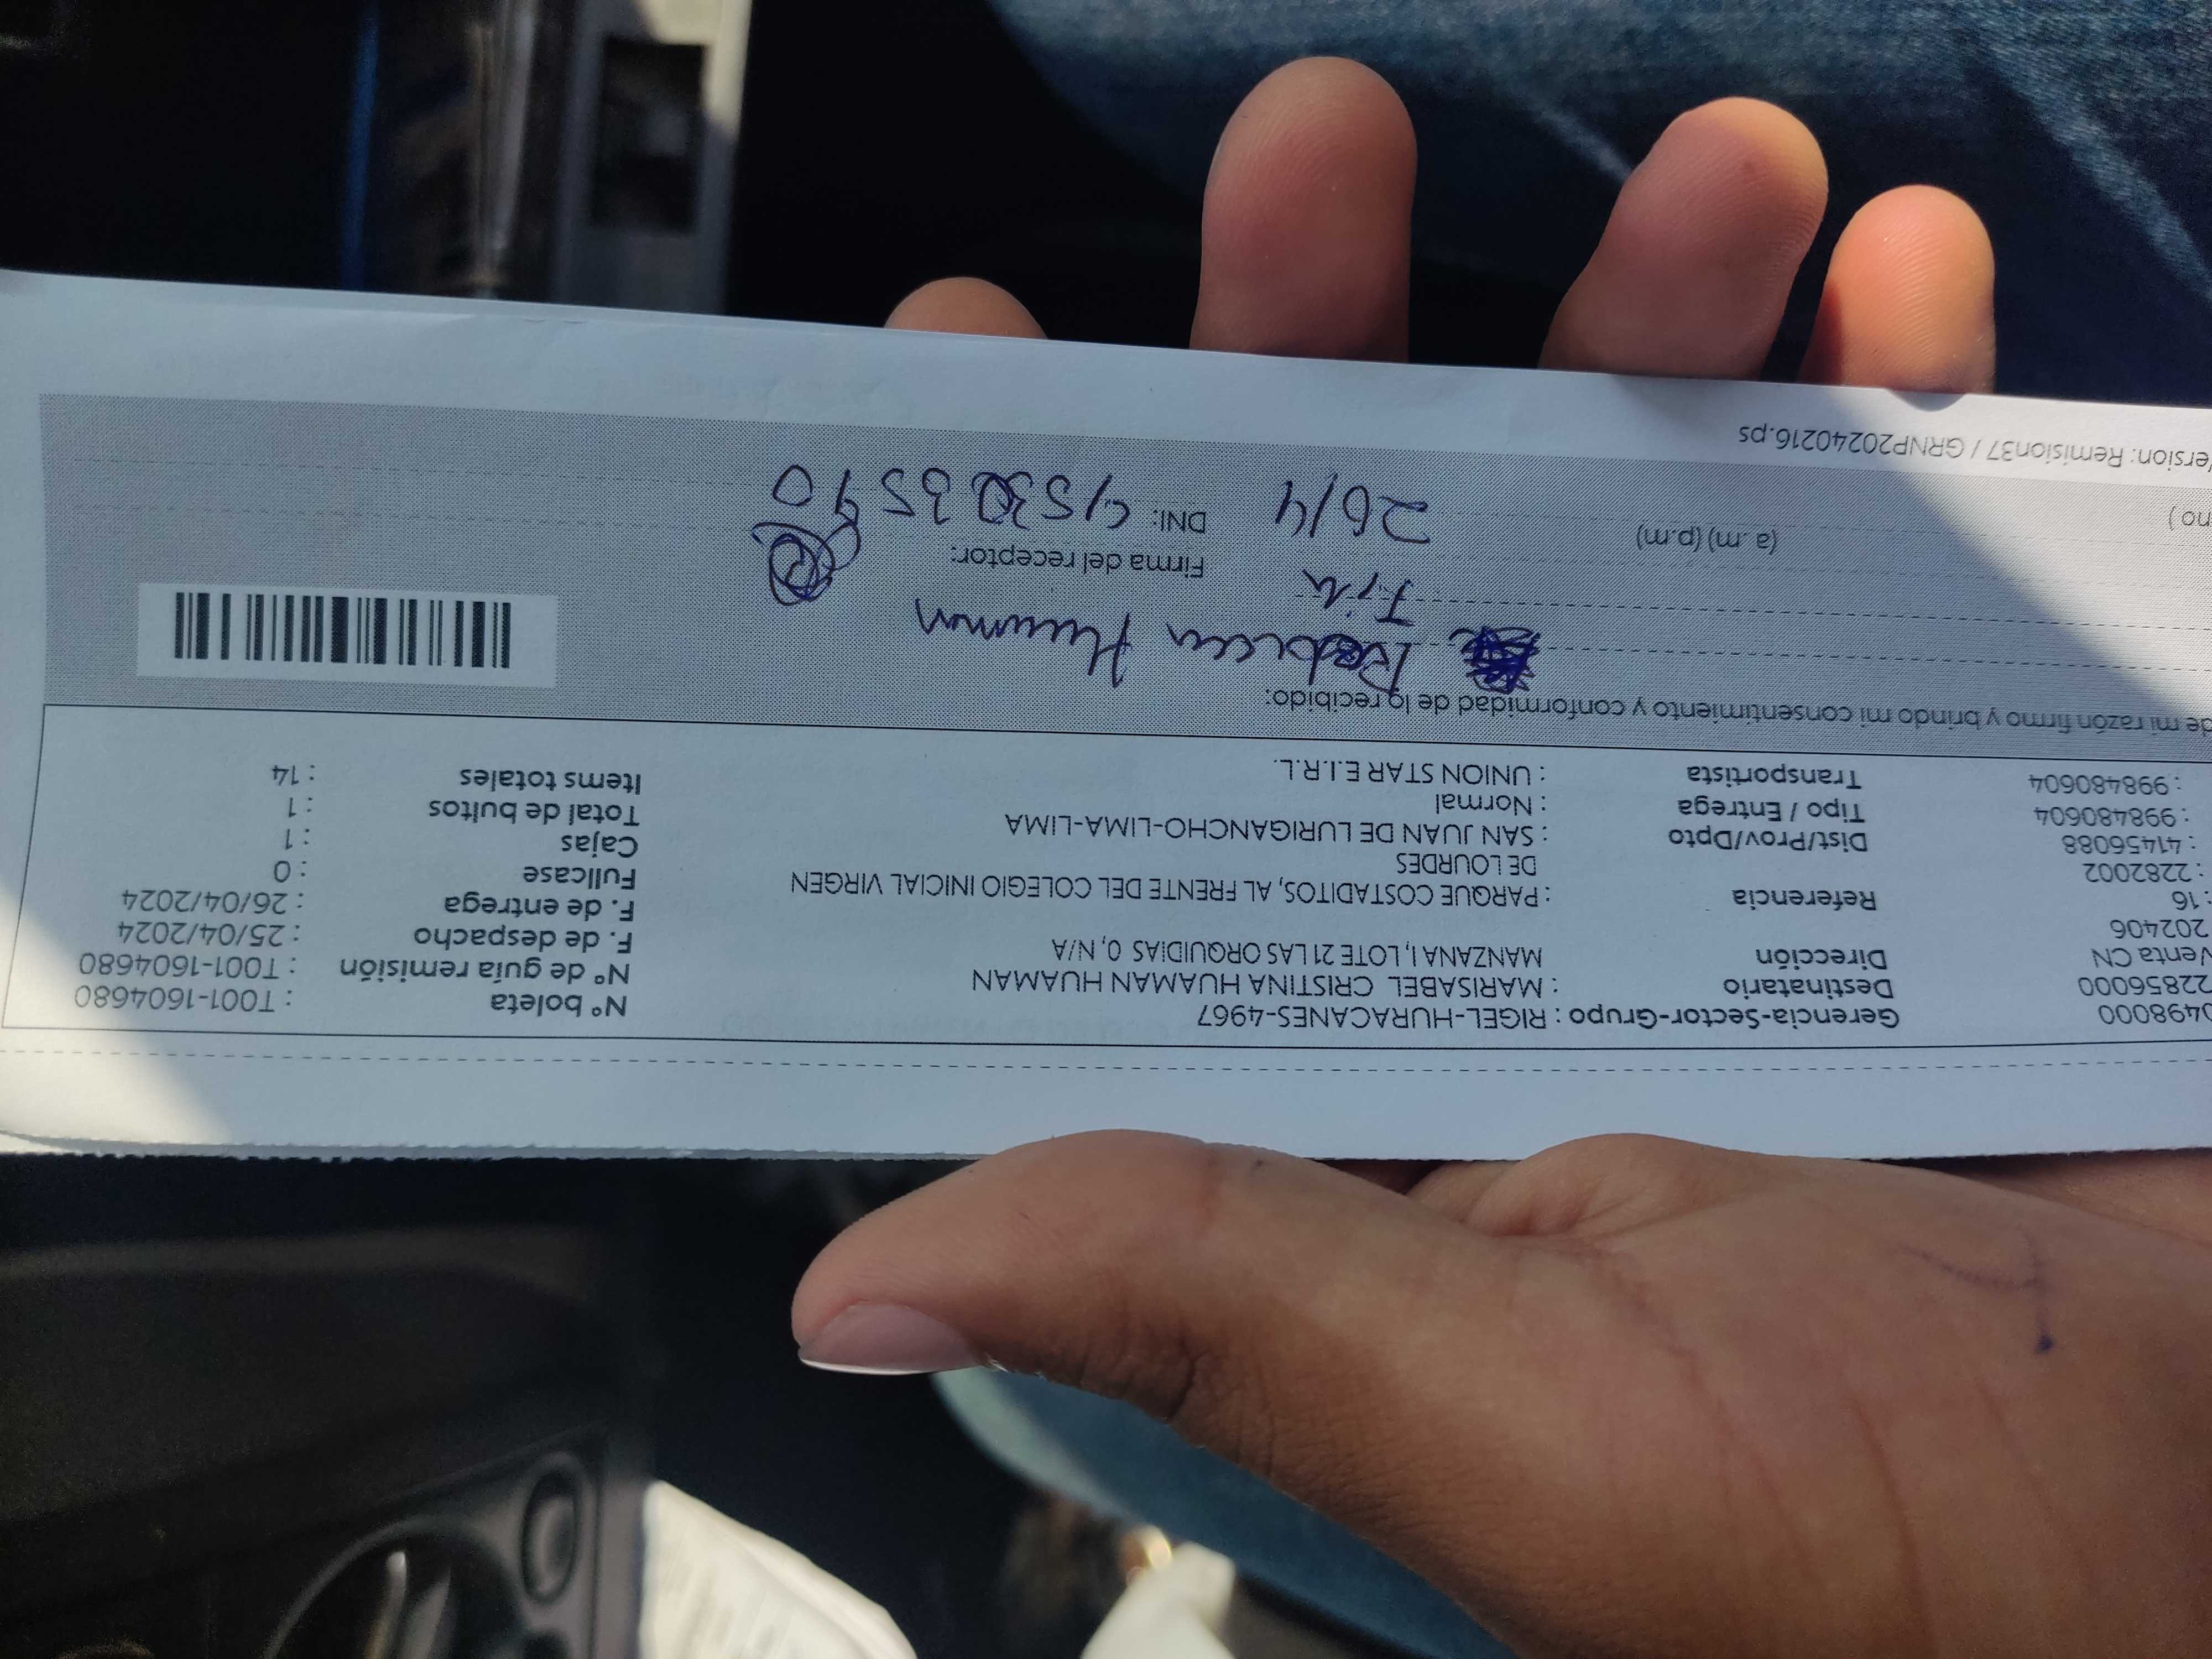 0498000
22856000
Venta CN
202406
: 16
: 2282002
: 41456088
: 998480604
: 998480604
Gerencia-Sector-Grupo : RIGEL-HURACANES-4967
Destinatario : MARISABEL CRISTINA HUAMAN HUAMAN
Dirección MANZANA I, LOTE 21 LAS ORQUIDIAS 0, N/A
Referencia : PARQUE COSTADITOS, AL FRENTE DEL COLEGIO INICIAL VIRGEN
DE LOURDES
Dist/Prov/Dpto : SAN JUAN DE LURIGANCHO-LIMA-LIMA
Tipo / Entrega : Normal
Transportista : UNION STAR E.I.R.L.
Nº boleta : T001-1604680
Nº de guía remisión : T001-1604680
F. de despacho : 25/04/2024
F. de entrega : 26/04/2024
Fullcase : 0
Cajas : 1
Total de bultos : 1
Items totales : 14
de mi razón firmo y brindo mi consentimiento y conformidad de lo recibido:
Huaman
Firma del receptor:
(a .m) (p.m) 26/4 DNI:
no )
Version: Remision37 / GRNP20240216.ps